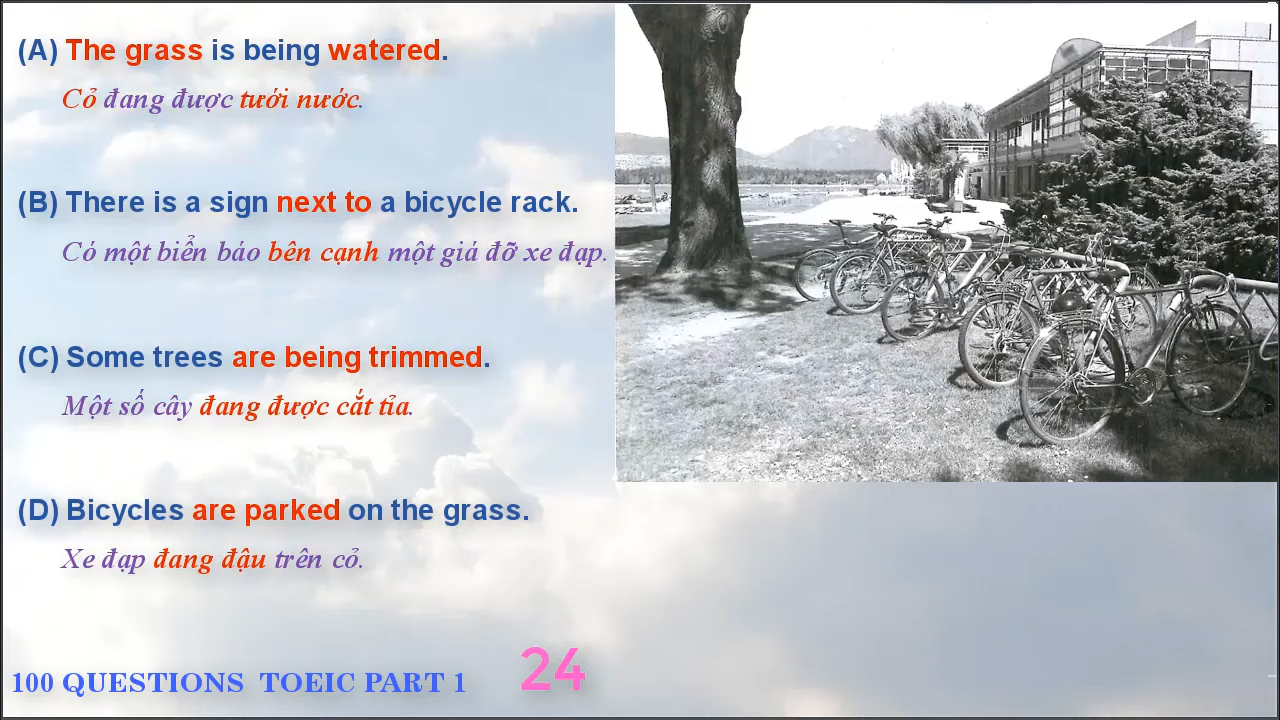 (A) The grass is being watered.
Cỏ đang được tưới nước.
(B) There is a sign next to a bicycle rack.
Có một biển báo bên cạnh một giá đỡ xe đạp.
(C) Some trees are being trimmed.
Một số cây đang được cắt tỉa.
(D) Bicycles are parked on the grass.
Xe đạp đang đậu trên cỏ.
100 QUESTIONS TOEIC PART 1
24